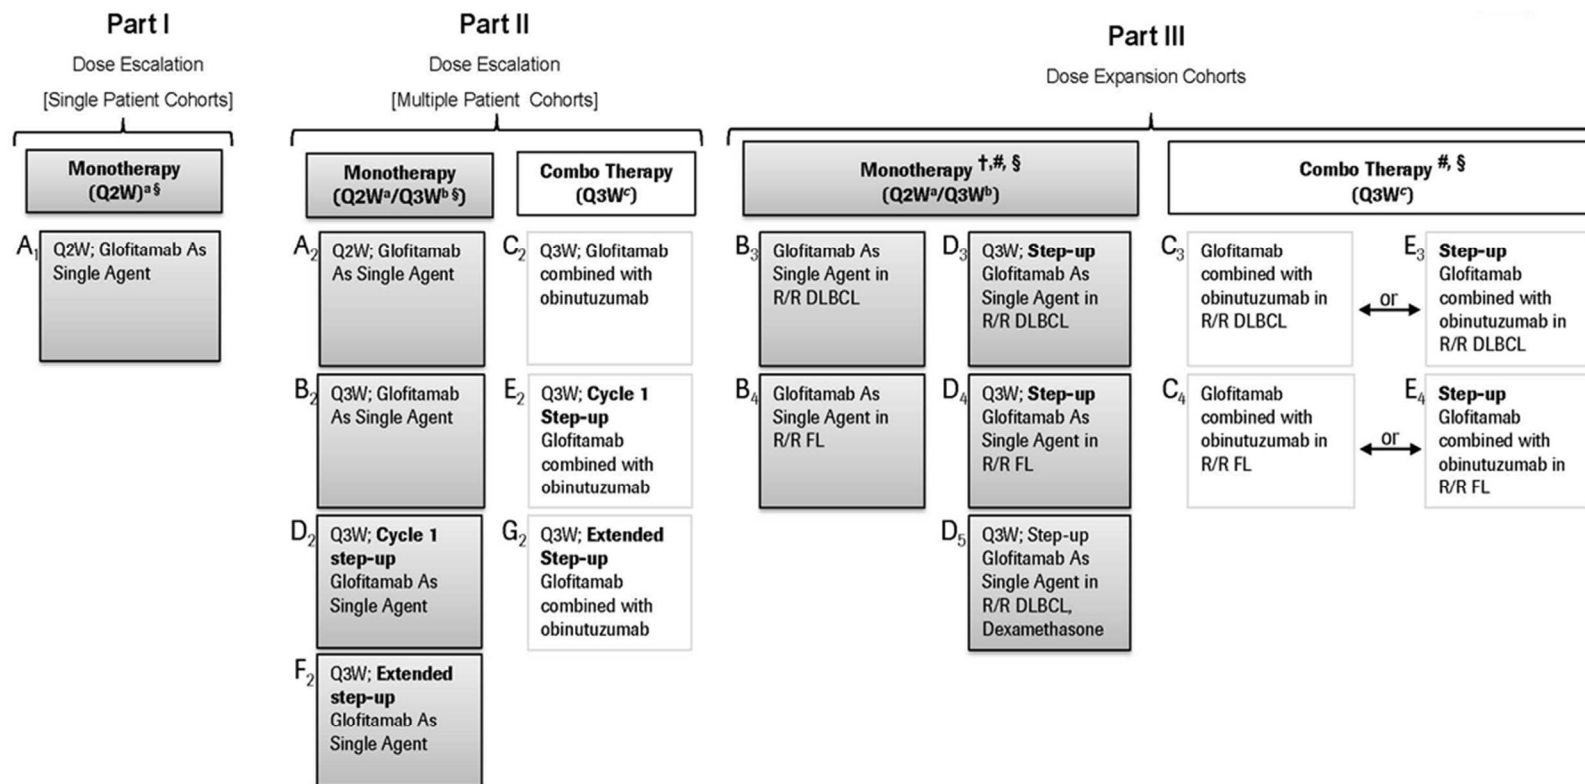 Part I
Dose Escalation
[Single Patient Cohorts]
Monotherapy
(Q2W)ᵃ §
A₁
Q2W; Glofitamab As
Single Agent
Part II
Dose Escalation
[Multiple Patient Cohorts]
Monotherapy
(Q2Wᵃ/Q3Wᵇ §)
Combo Therapy
(Q3Wᶜ)
A₂
Q2W; Glofitamab
As Single Agent
C₂
Q3W; Glofitamab
combined with
obinutuzumab
B₂
Q3W; Glofitamab
As Single Agent
E₂
Q3W; Cycle 1
Step-up
Glofitamab
combined with
obinutuzumab
D₂
Q3W; Cycle 1
step-up
Glofitamab As
Single Agent
G₂
Q3W; Extended
Step-up
Glofitamab
combined with
obinutuzumab
F₂
Q3W; Extended
step-up
Glofitamab As
Single Agent
Part III
Dose Expansion Cohorts
Monotherapy †,#, §
(Q2Wᵃ/Q3Wᵇ)
Combo Therapy #, §
(Q3Wᶜ)
B₃
Glofitamab As
Single Agent in
R/R DLBCL
D₃
Q3W; Step-up
Glofitamab As
Single Agent in
R/R DLBCL
C₃
Glofitamab
combined with
obinutuzumab in
R/R DLBCL
or
E₃
Step-up
Glofitamab
combined with
obinutuzumab in
R/R DLBCL
B₄
Glofitamab As
Single Agent in
R/R FL
D₄
Q3W; Step-up
Glofitamab As
Single Agent in
R/R FL
C₄
Glofitamab
combined with
obinutuzumab in
R/R FL
or
E₄
Step-up
Glofitamab
combined with
obinutuzumab in
R/R FL
D₅
Q3W; Step-up
Glofitamab As
Single Agent in
R/R DLBCL,
Dexamethasone